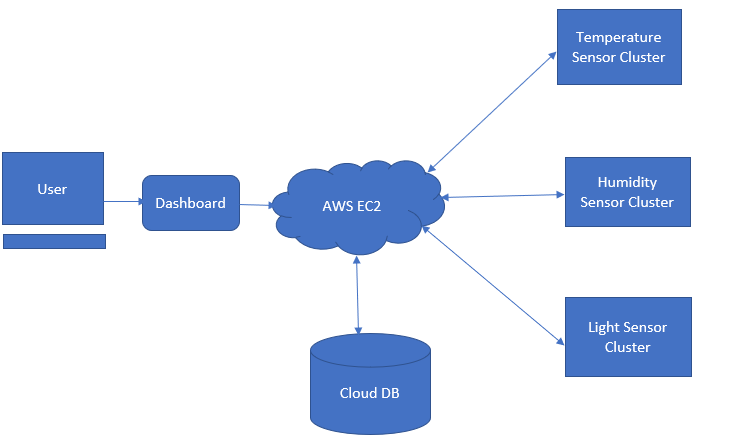 User
Dashboard
AWS EC2
Cloud DB
Temperature
Sensor Cluster
Humidity
Sensor Cluster
Light Sensor
Cluster